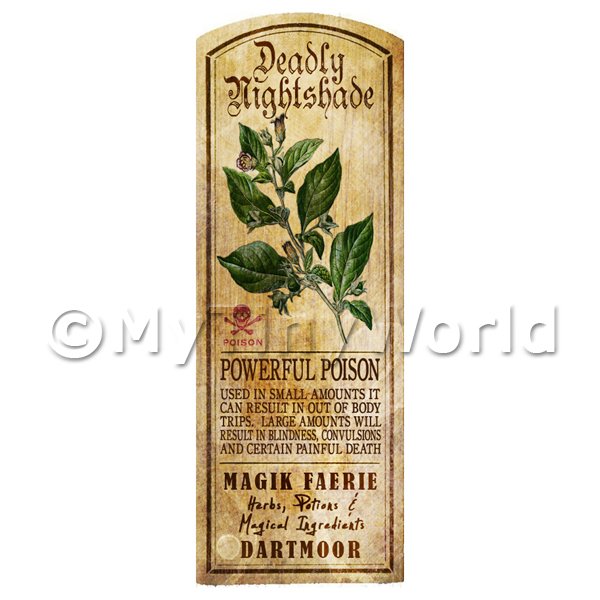 Deadly
Nightshade
POISON
©MyTinyWorld
POWERFUL POISON
USED IN SMALL AMOUNTS IT
CAN RESULT IN OUT OF BODY
TRIPS. LARGE AMOUNTS WILL
RESULT IN BLINDNESS, CONVULSIONS
AND CERTAIN PAINFUL DEATH
MAGIK FAERIE
Herbs, Potions &
Magical Ingrediants
DARTMOOR